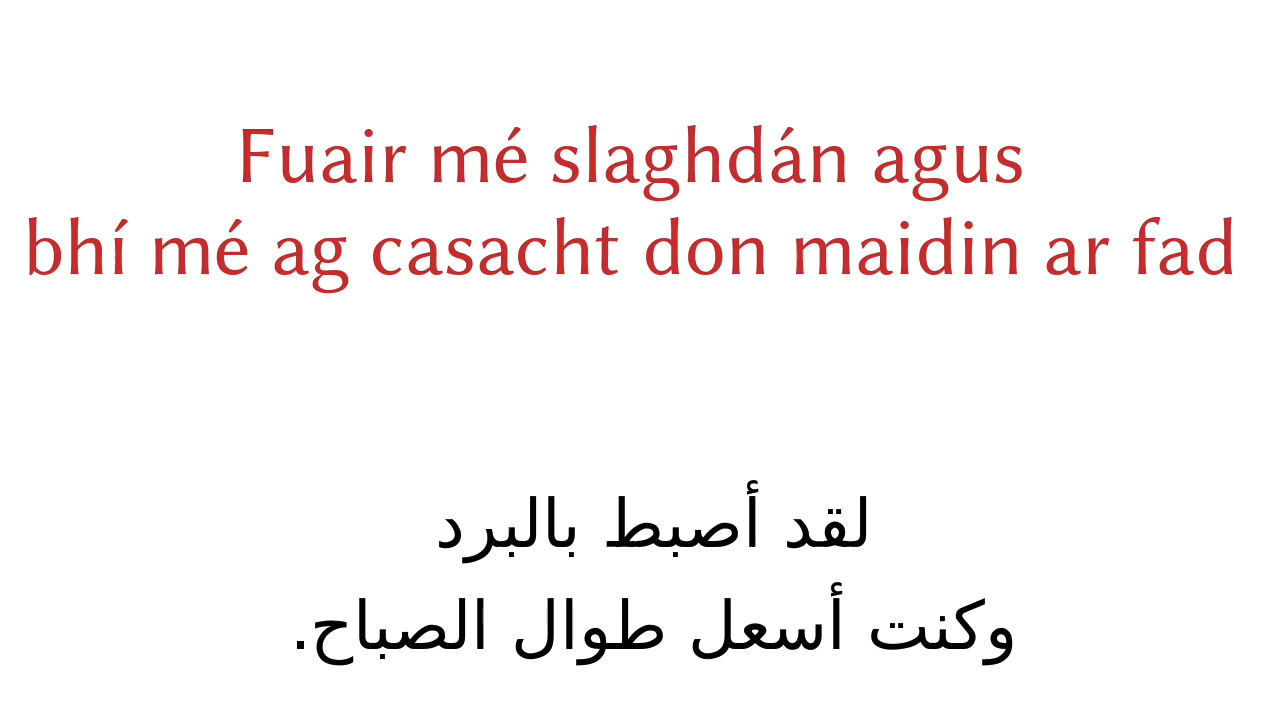 Fuair mé slaghdán agus
bhí mé ag casacht don maidin ar fad
لقد أصبط بالبرد
وكنت أسعل طوال الصباح.